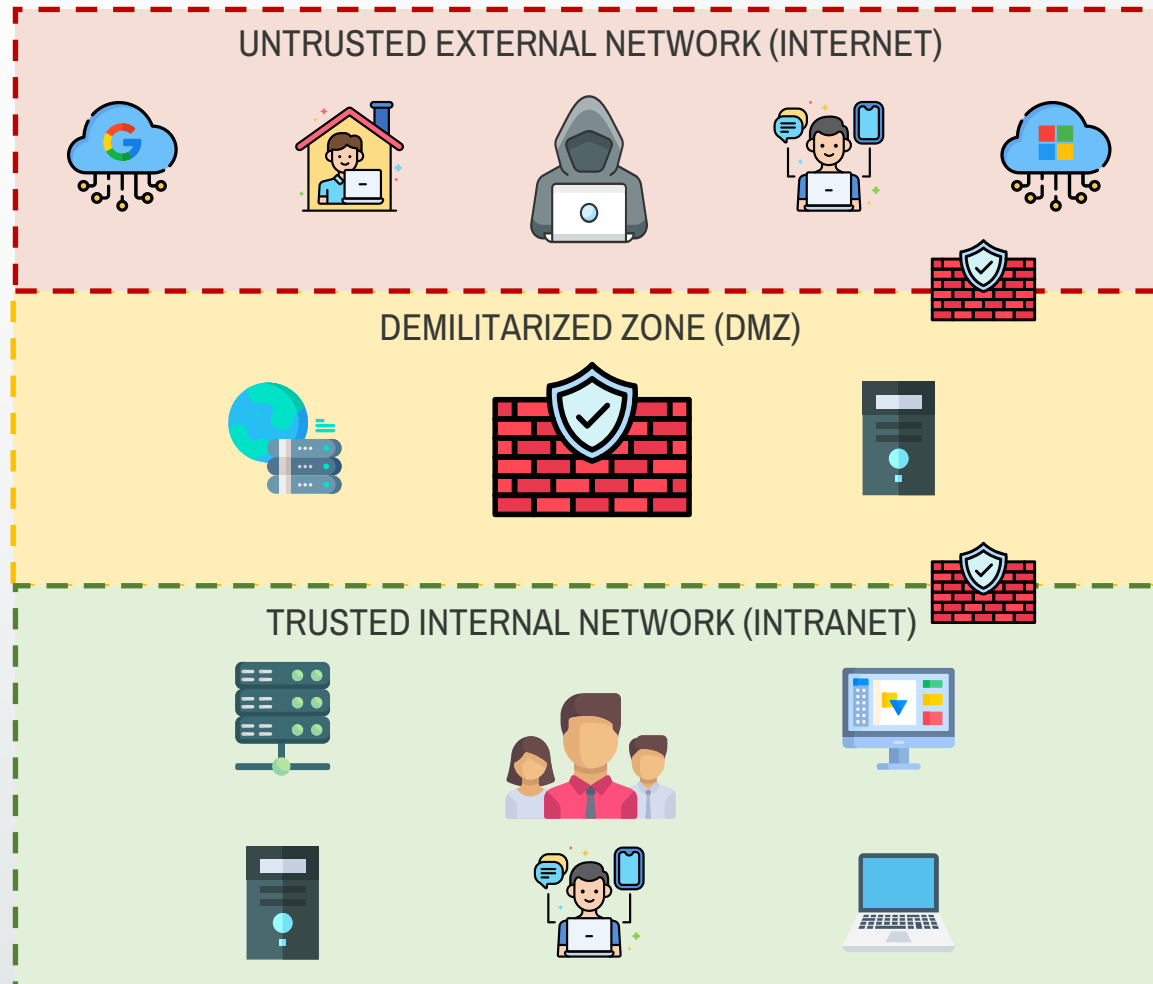 UNTRUSTED EXTERNAL NETWORK (INTERNET)
G
DEMILITARIZED ZONE (DMZ)
TRUSTED INTERNAL NETWORK (INTRANET)